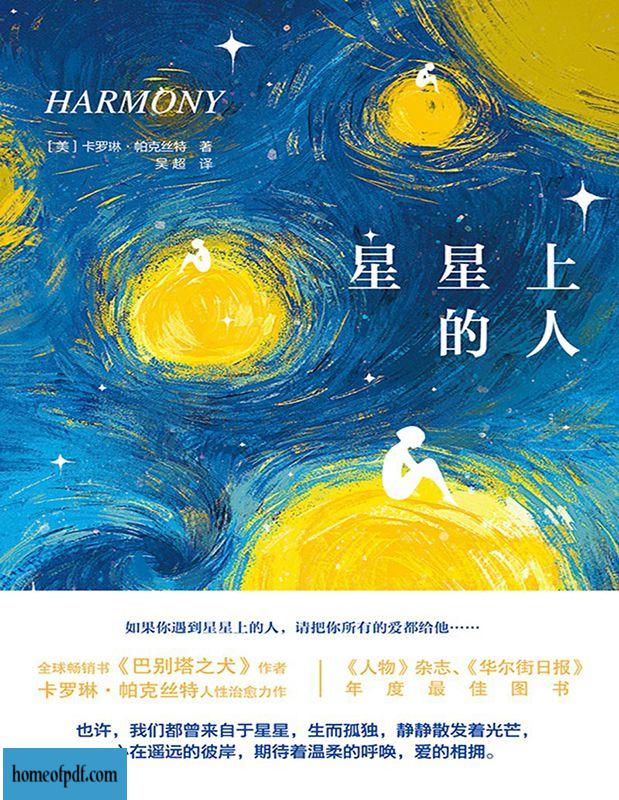 HARMONY
［美］卡罗琳·帕克丝特 著
吴超 译
星星上
的人
如果你遇到星星上的人，请把你所有的爱都给他……
全球畅销书《巴别塔之犬》作者
卡罗琳·帕克丝特人性治愈力作
《人物》杂志、《华尔街日报》
年度最佳图书
也许，我们都曾来自于星星，生而孤独，静静散发着光芒，
在遥远的彼岸，期待着温柔的呼唤，爱的相拥。
homeofpdf.com